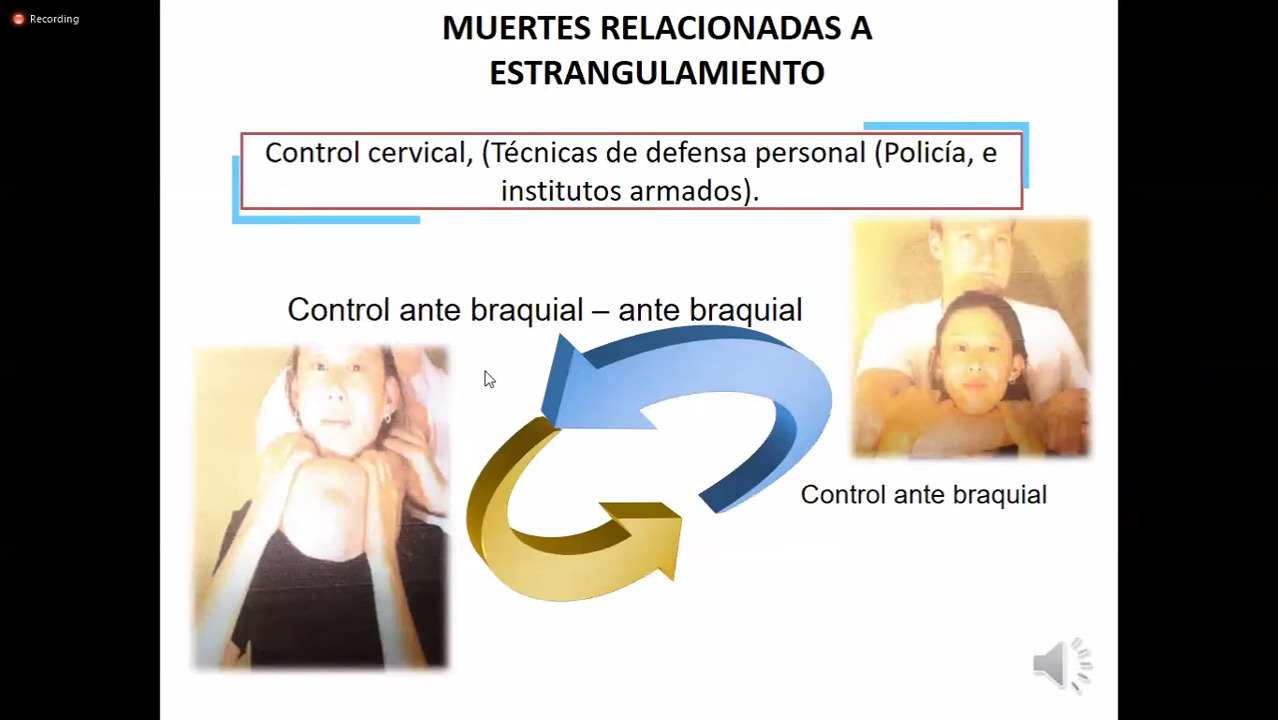 Recording
MUERTES RELACIONADAS A
ESTRANGULAMIENTO
Control cervical, (Técnicas de defensa personal (Policía, e
institutos armados).
Control ante braquial – ante braquial
Control ante braquial